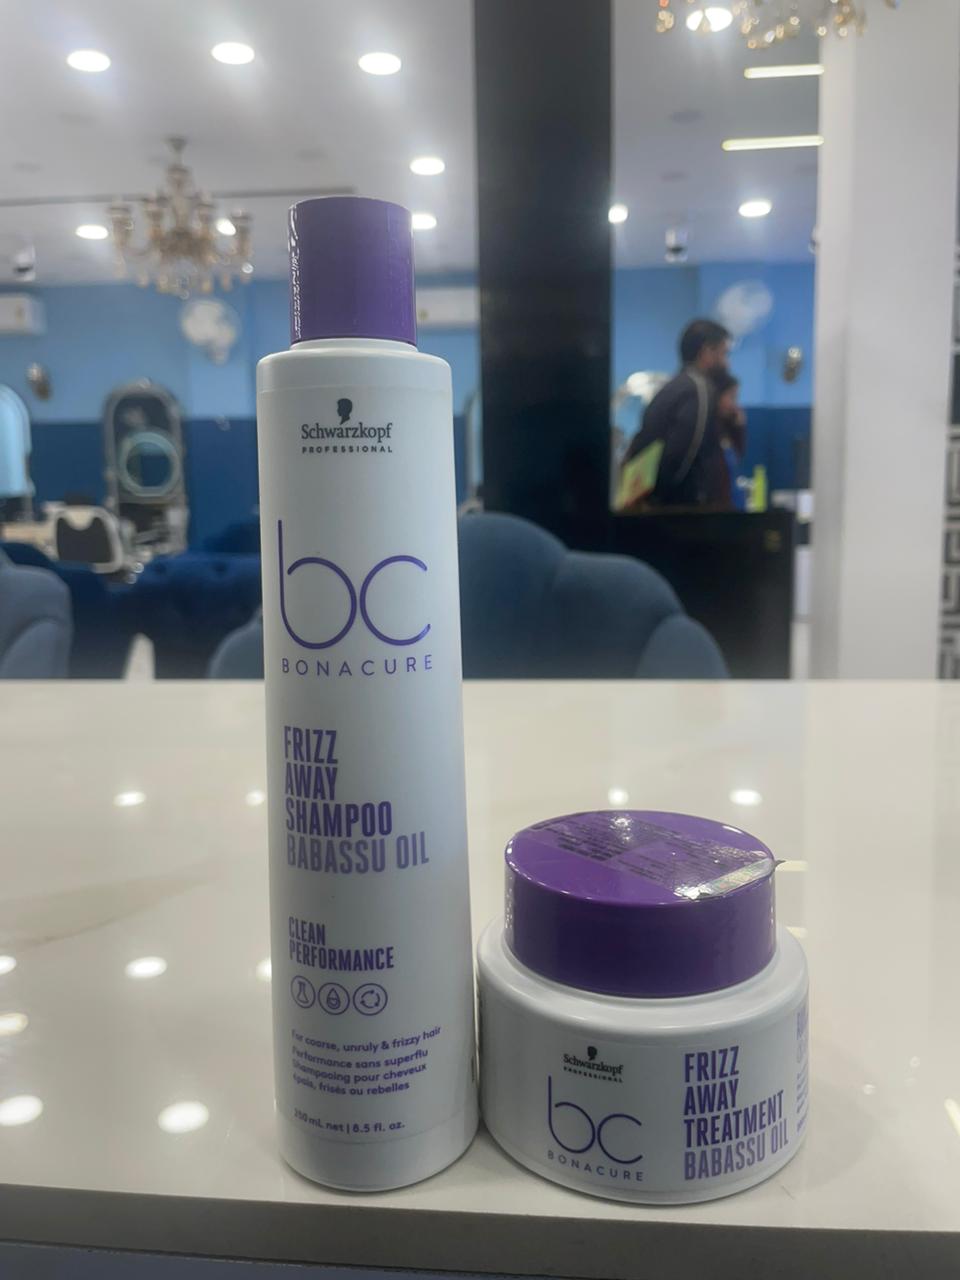 Schwarzkopf
PROFESSIONAL
bc
BONACURE
FRIZZ
AWAY
SHAMPOO
BABASSU OIL
CLEAN
PERFORMANCE
For coarse, unruly & frizzy hair
Performance sans superflu
Shampooing pour cheveux
épais, frisés ou rebelles
250 mL net | 8.5 fl. oz.
Schwarzkopf
PROFESSIONAL
bc
BONACURE
FRIZZ
AWAY
TREATMENT
BABASSU OIL